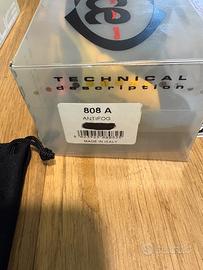 TECHNICAL
description
808 A
ANTIFOG
MADE IN ITALY